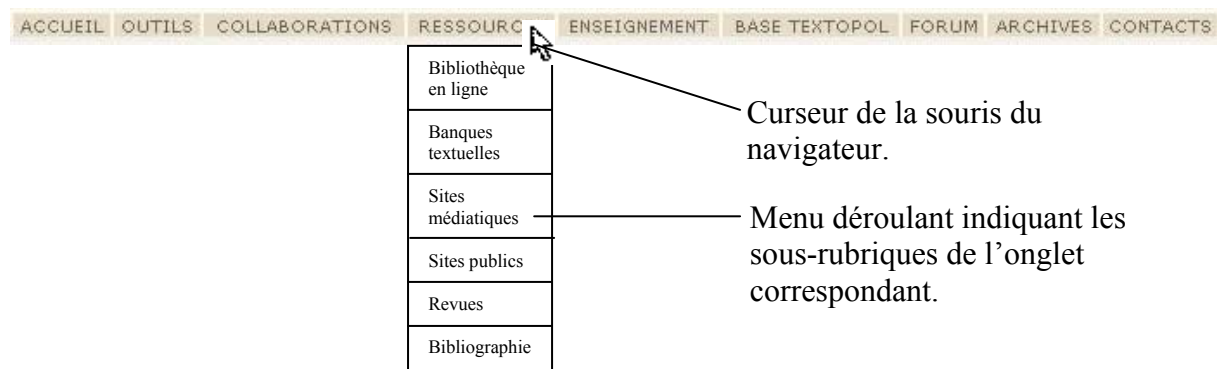 ACCUEIL OUTILS COLLABORATIONS RESSOURC ENSEIGNEMENT BASE TEXTOPOL FORUM ARCHIVES CONTACTS
Bibliothèque
en ligne
Banques
textuelles
Sites
médiatiques
Sites publics
Revues
Bibliographie
Curseur de la souris du
navigateur.
Menu déroulant indiquant les
sous-rubriques de l’onglet
correspondant.